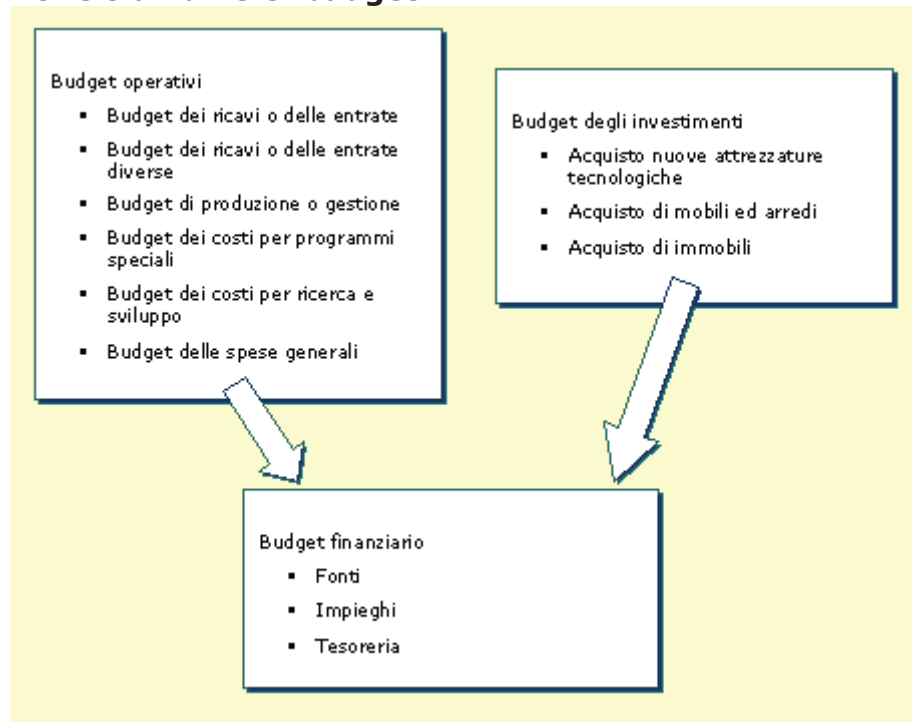 Budget operativi
▪ Budget dei ricavi o delle entrate
▪ Budget dei ricavi o delle entrate
diverse
▪ Budget di produzione o gestione
▪ Budget dei costi per programmi
speciali
▪ Budget dei costi per ricerca e
sviluppo
▪ Budget delle spese generali
Budget degli investimenti
▪ Acquisto nuove attrezzature
tecnologiche
▪ Acquisto di mobili ed arredi
▪ Acquisto di immobili
Budget finanziario
▪ Fonti
▪ Impieghi
▪ Tesoreria